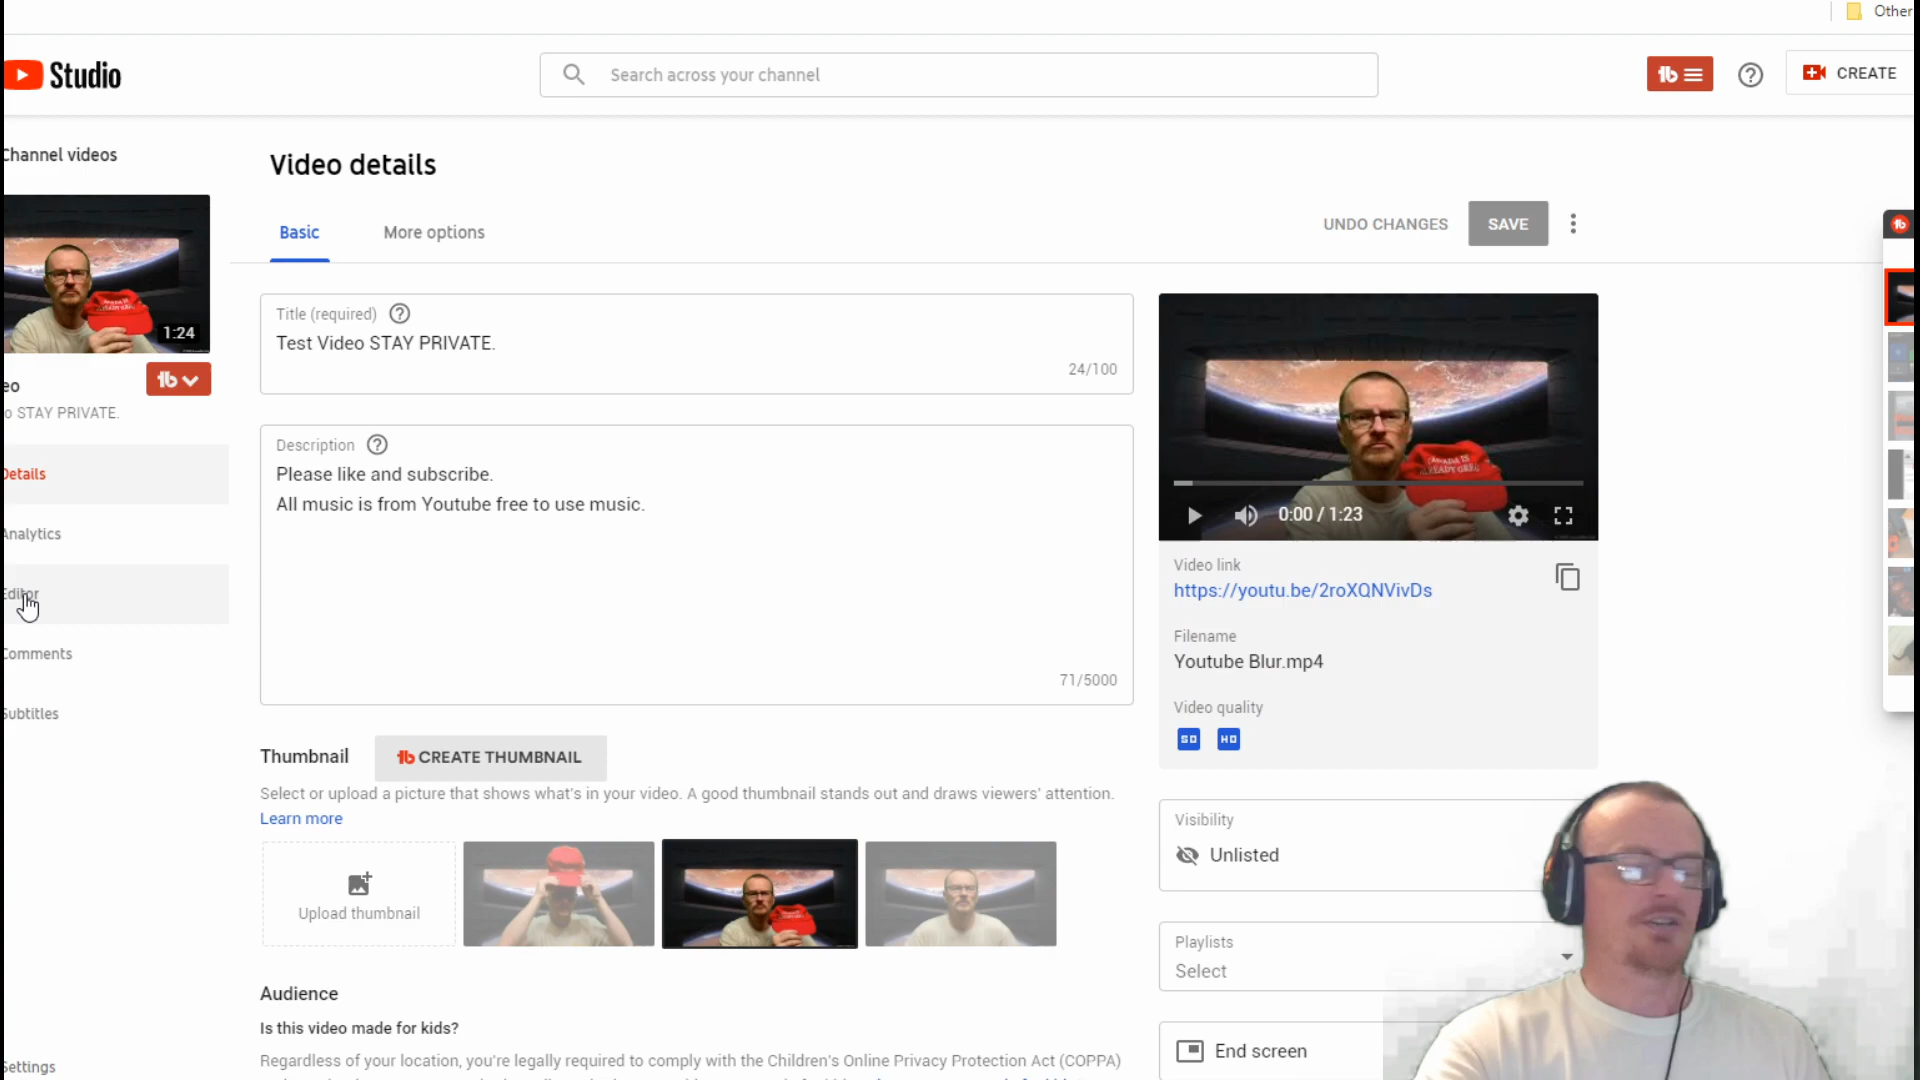 Other
Studio
Search across your channel
CREATE
Channel videos
Video details
Basic
More options
UNDO CHANGES
SAVE
1:24
eo
o STAY PRIVATE.
Details
Analytics
Editor
Comments
Subtitles
Settings
Title (required)
Test Video STAY PRIVATE.
24/100
Description
Please like and subscribe.
All music is from Youtube free to use music.
71/5000
Thumbnail
CREATE THUMBNAIL
Select or upload a picture that shows what's in your video. A good thumbnail stands out and draws viewers' attention.
Learn more
Upload thumbnail
Audience
Is this video made for kids?
Regardless of your location, you're legally required to comply with the Children's Online Privacy Protection Act (COPPA)
ALREADY GREAT
0:00 / 1:23
Video link
https://youtu.be/2roXQNVivDs
Filename
Youtube Blur.mp4
Video quality
SD HD
Visibility
Unlisted
Playlists
Select
End screen